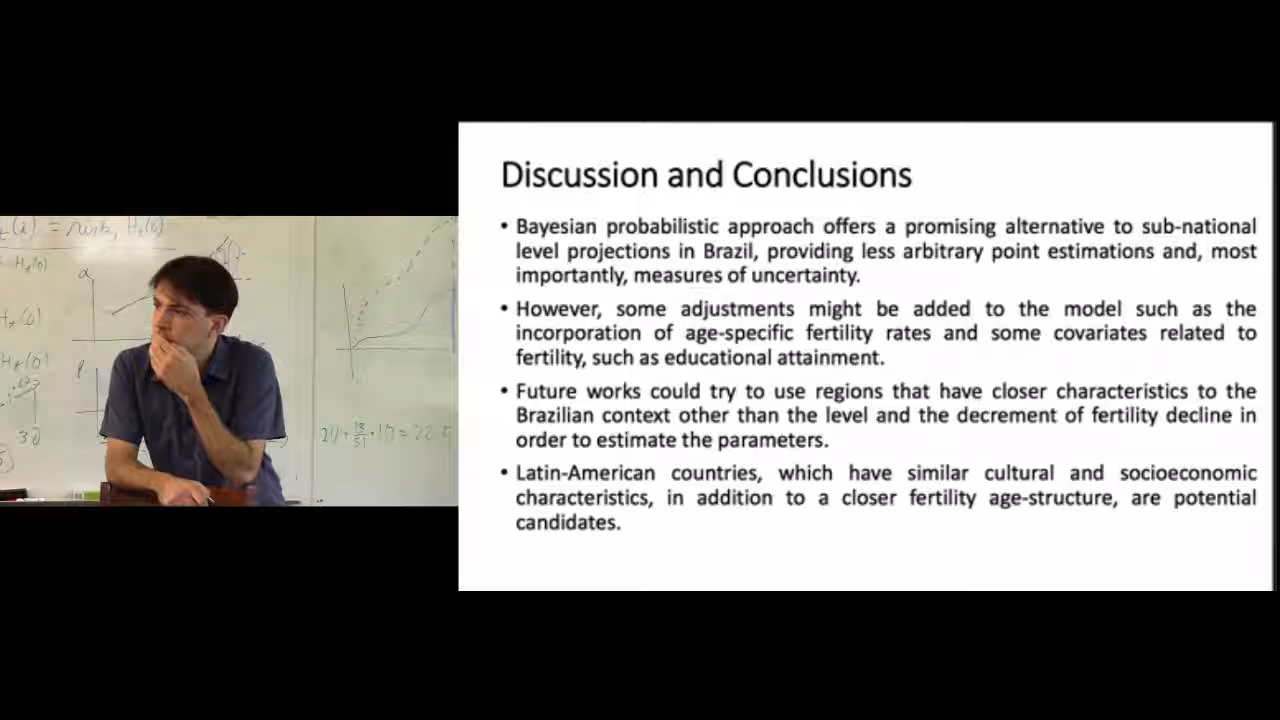 (a) = risk, H₂(0)
α
30
Discussion and Conclusions
• Bayesian probabilistic approach offers a promising alternative to sub-national
level projections in Brazil, providing less arbitrary point estimations and, most
importantly, measures of uncertainty.
• However, some adjustments might be added to the model such as the
incorporation of age-specific fertility rates and some covariates related to
fertility, such as educational attainment.
• Future works could try to use regions that have closer characteristics to the
Brazilian context other than the level and the decrement of fertility decline in
order to estimate the parameters.
• Latin-American countries, which have similar cultural and socioeconomic
characteristics, in addition to a closer fertility age-structure, are potential
candidates.